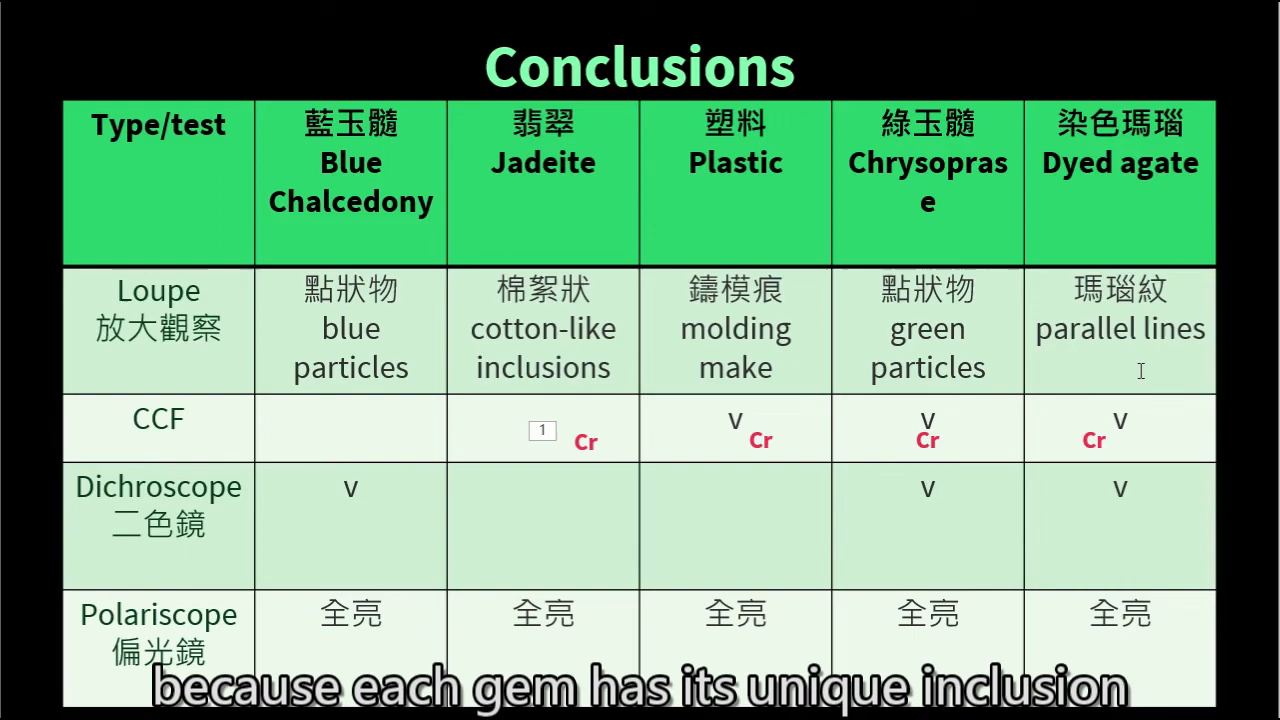 Conclusions
Type/test
藍玉髓
Blue
Chalcedony
翡翠
Jadeite
塑料
Plastic
綠玉髓
Chrysopras
e
染色瑪瑙
Dyed agate
Loupe
放大觀察
點狀物
blue
particles
棉絮狀
cotton-like
inclusions
鑄模痕
molding
make
點狀物
green
particles
瑪瑙紋
parallel lines
CCF
1
Cr
v
Cr
v
Cr
v
Cr
Dichroscope
二色鏡
v
v
v
Polariscope
偏光鏡
全亮
全亮
全亮
全亮
全亮
because each gem has its unique inclusion